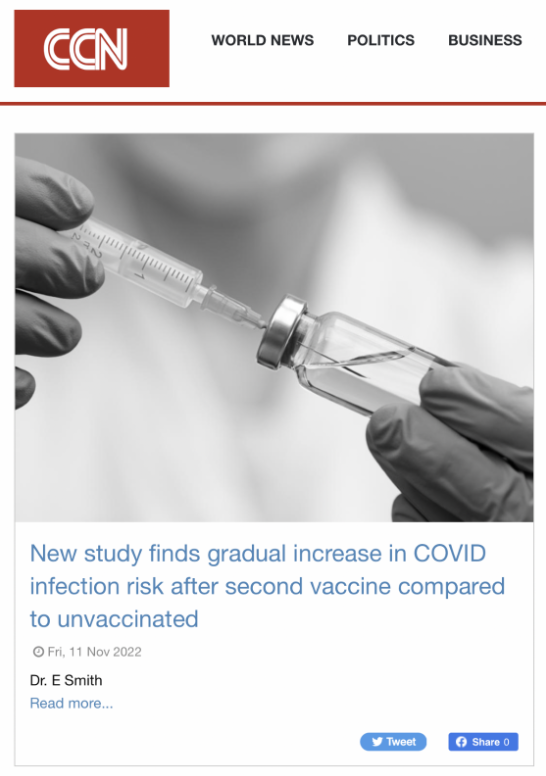 CCN
WORLD NEWS POLITICS BUSINESS
New study finds gradual increase in COVID
infection risk after second vaccine compared
to unvaccinated
Fri, 11 Nov 2022
Dr. E Smith
Read more...
Tweet Share 0